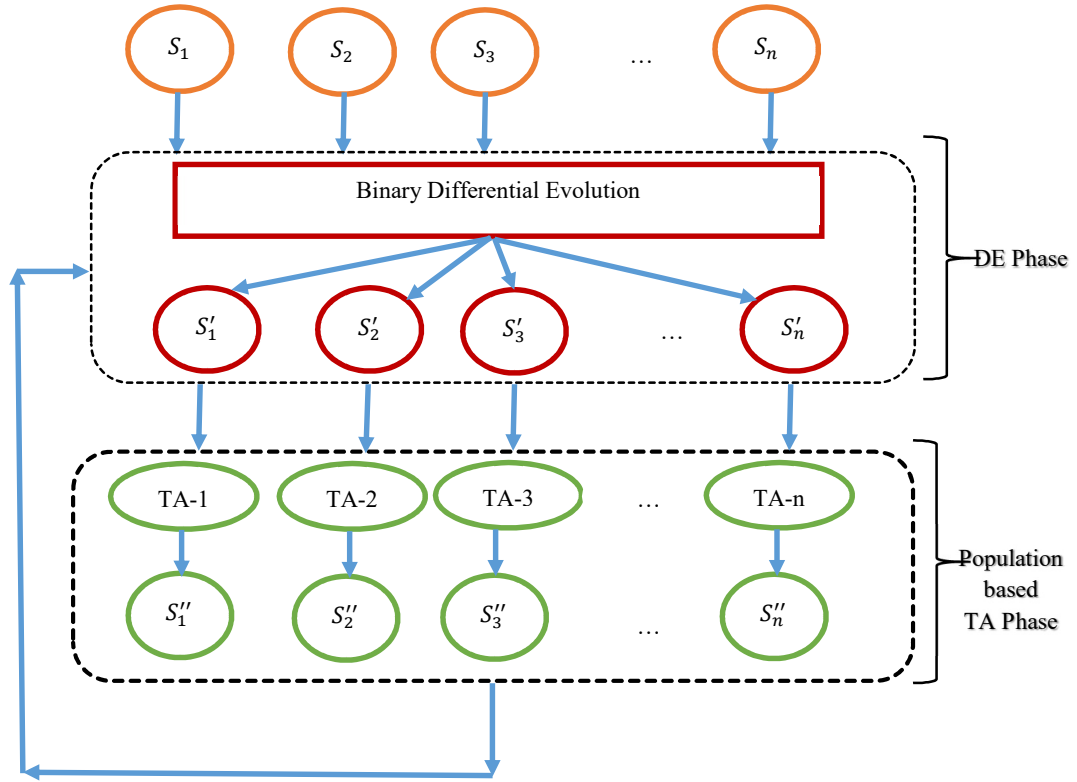 S₁ S₂ S₃ … Sₙ
Binary Differential Evolution
DE Phase
S′₁ S′₂ S′₃ … S′ₙ
TA-1 TA-2 TA-3 … TA-n
Population
based
TA Phase
S″₁ S″₂ S″₃ … S″ₙ